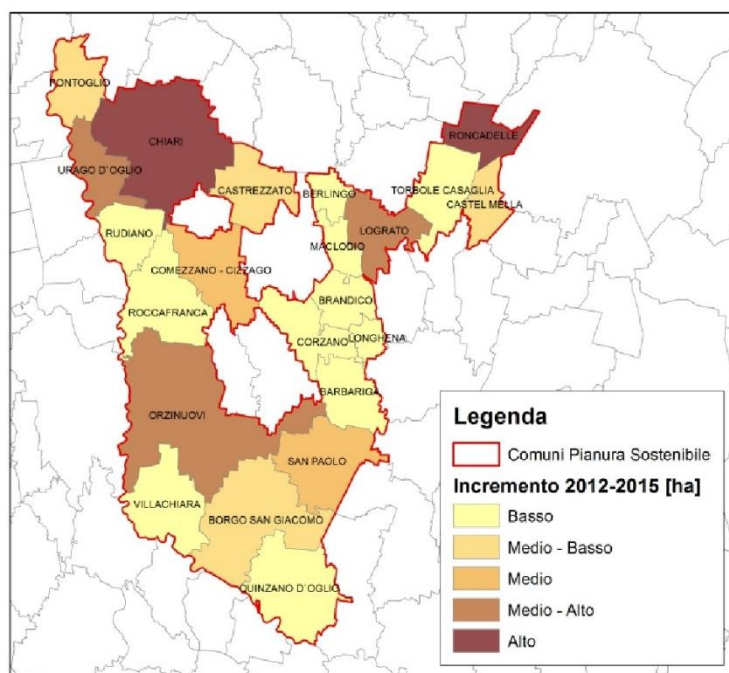 PONTOGLIO
CHIARI
RONCADELLE
URAGO D'OGLIO
CASTREZZATO
BERLINGO
TORBOLE CASAGLIA
CASTEL MELLA
RUDIANO
MACLODIO
LOGRATO
COMEZZANO - CIZZAGO
BRANDICO
ROCCAFRANCA
CORZANO
LONGHENA
BARBARIGA
ORZINUOVI
SAN PAOLO
VILLACHIARA
BORGO SAN GIACOMO
QUINZANO D'OGLIO
Legenda
Comuni Pianura Sostenibile
Incremento 2012-2015 [ha]
Basso
Medio - Basso
Medio
Medio - Alto
Alto